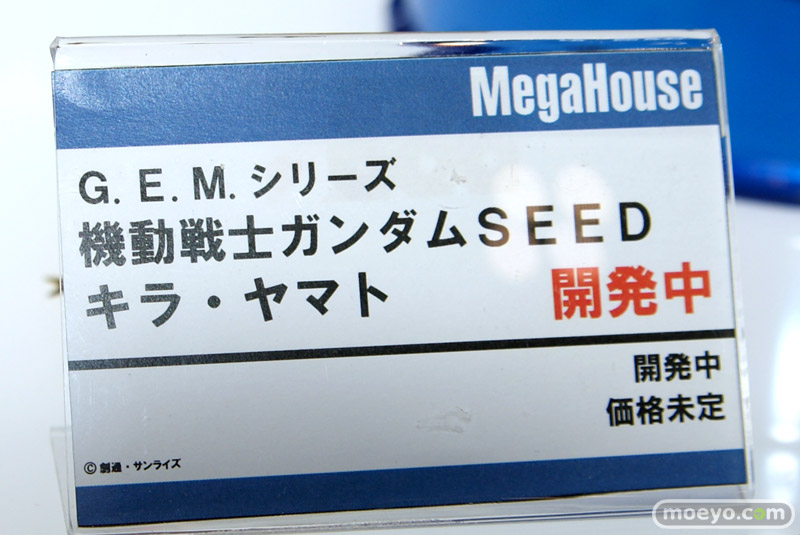 MegaHouse
G.E.M.シリーズ
機動戦士ガンダムSEED
キラ・ヤマト 開発中
開発中
価格未定
©創通・サンライズ
moeyo.com